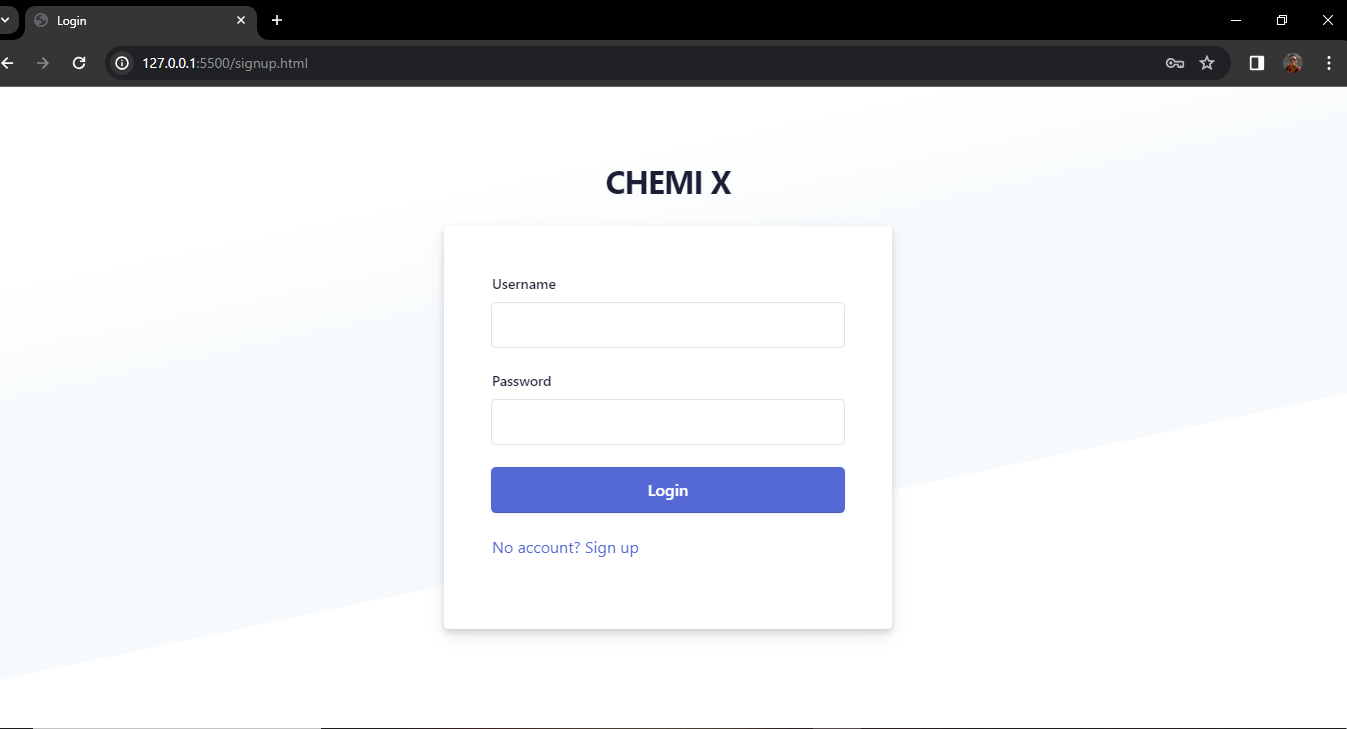 Login
127.0.0.1:5500/signup.html
CHEMI X
Username
Password
Login
No account? Sign up